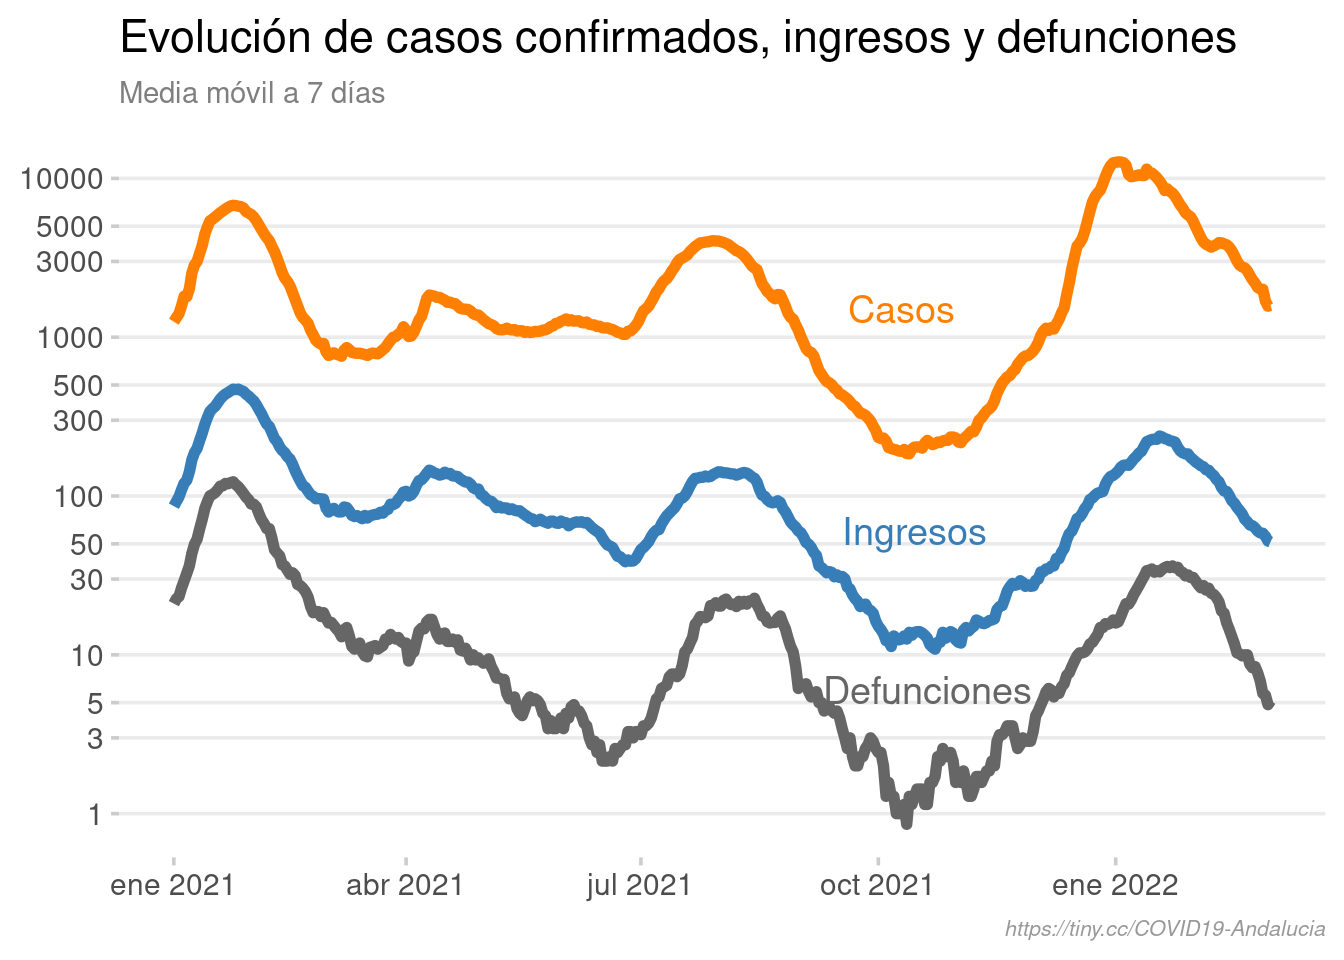 Evolución de casos confirmados, ingresos y defunciones
Media móvil a 7 días
10000
5000
3000
1000
500
300
100
50
30
10
5
3
1
Casos
Ingresos
Defunciones
ene 2021
abr 2021
jul 2021
oct 2021
ene 2022
https://tiny.cc/COVID19-Andalucia